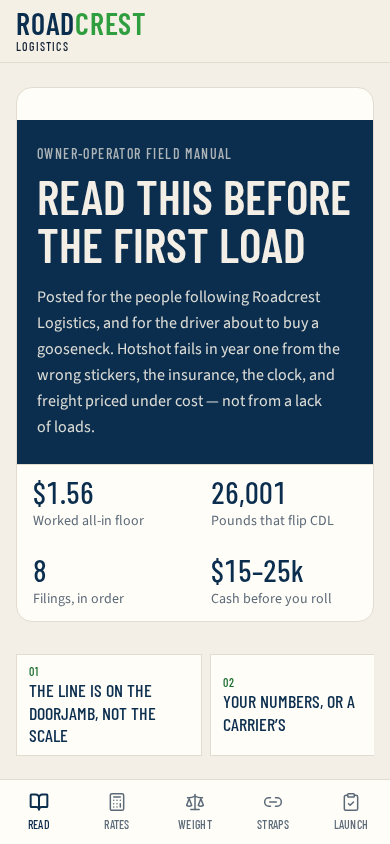 ROADCREST
LOGISTICS
OWNER-OPERATOR FIELD MANUAL
READ THIS BEFORE
THE FIRST LOAD
Posted for the people following Roadcrest
Logistics, and for the driver about to buy a
gooseneck. Hotshot fails in year one from the
wrong stickers, the insurance, the clock, and
freight priced under cost — not from a lack
of loads.
$1.56
Worked all-in floor
26,001
Pounds that flip CDL
8
Filings, in order
$15–25k
Cash before you roll
01
THE LINE IS ON THE
DOORJAMB, NOT THE
SCALE
02
YOUR NUMBERS, OR A
CARRIER’S
READ
RATES
WEIGHT
STRAPS
LAUNCH